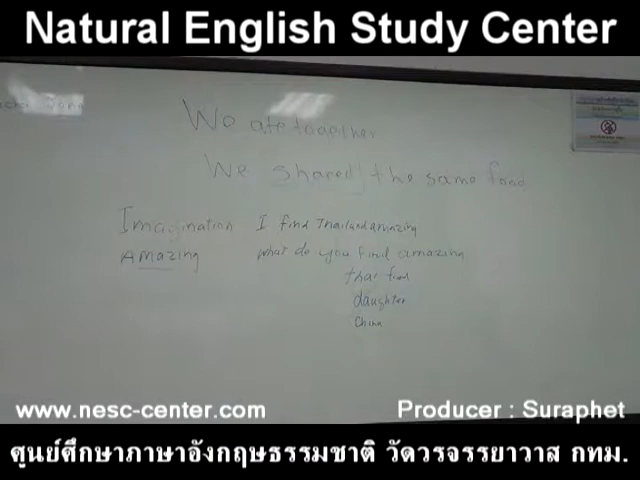 Natural English Study Center
We ate together
We shared the same food
Imagination I find Thailand amazing
Amazing what do you find amazing
thai food
daughter
China
www.nesc-center.com Producer : Suraphet
ศูนย์ศึกษาภาษาอังกฤษธรรมชาติ วัดวรจรรยาวาส กทม.